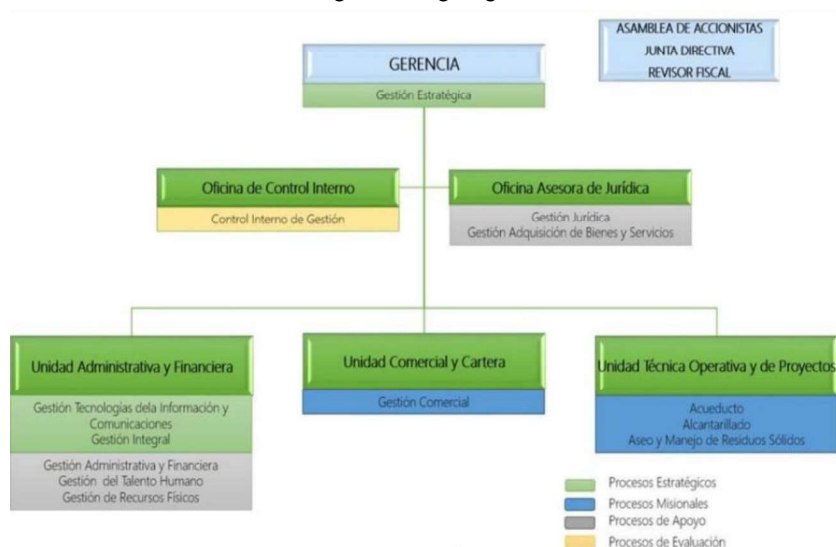 ASAMBLEA DE ACCIONISTAS
JUNTA DIRECTIVA
REVISOR FISCAL
GERENCIA
Gestión Estratégica
Oficina de Control Interno
Control Interno de Gestión
Oficina Asesora de Jurídica
Gestión Jurídica
Gestión Adquisición de Bienes y Servicios
Unidad Administrativa y Financiera
Gestión Tecnologías dela Información y
Comunicaciones
Gestión Integral
Gestión Administrativa y Financiera
Gestión del Talento Humano
Gestión de Recursos Físicos
Unidad Comercial y Cartera
Gestión Comercial
Unidad Técnica Operativa y de Proyectos
Acueducto
Alcantarillado
Aseo y Manejo de Residuos Sólidos
Procesos Estratégicos
Procesos Misionales
Procesos de Apoyo
Procesos de Evaluación